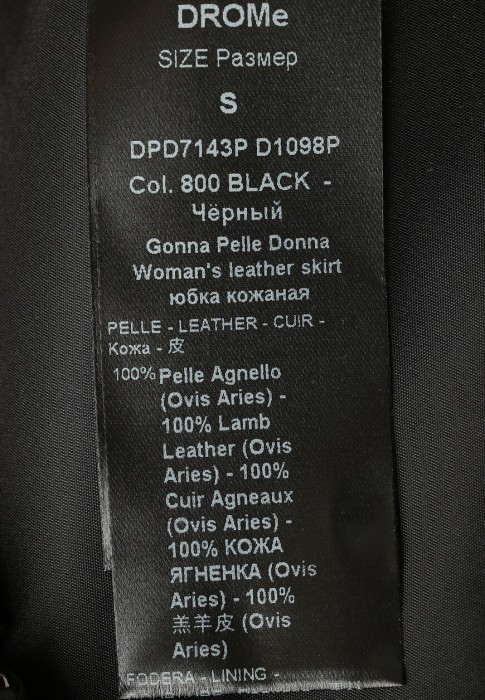 DROMe
SIZE Размер
S
DPD7143P D1098P
Col. 800 BLACK -
Чёрный
Gonna Pelle Donna
Woman's leather skirt
юбка кожаная
PELLE - LEATHER - CUIR -
Кожа - 皮
100% Pelle Agnello
(Ovis Aries) -
100% Lamb
Leather (Ovis
Aries) - 100%
Cuir Agneaux
(Ovis Aries) -
100% КОЖА
ЯГНЕНКА (Ovis
Aries) - 100%
羔羊皮 (Ovis
Aries)
FODERA - LINING -